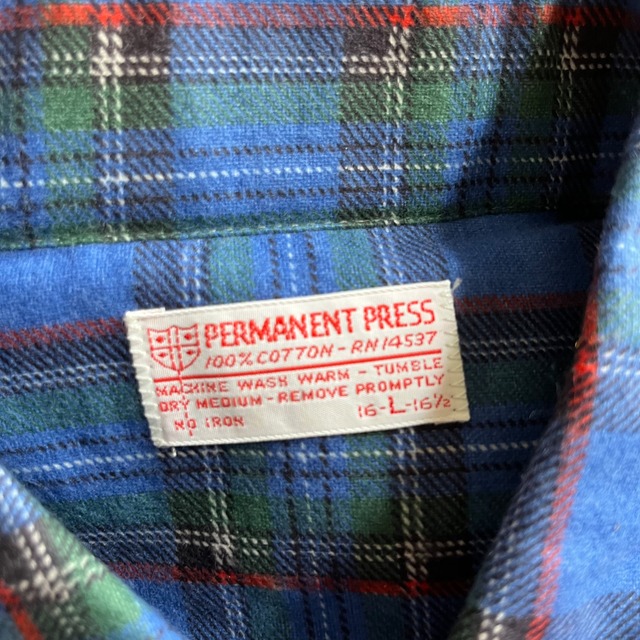 PERMANENT PRESS
100% COTTON - RN14537
MACHINE WASH WARM - TUMBLE
DRY MEDIUM - REMOVE PROMPTLY
NO IRON 16-L-16½